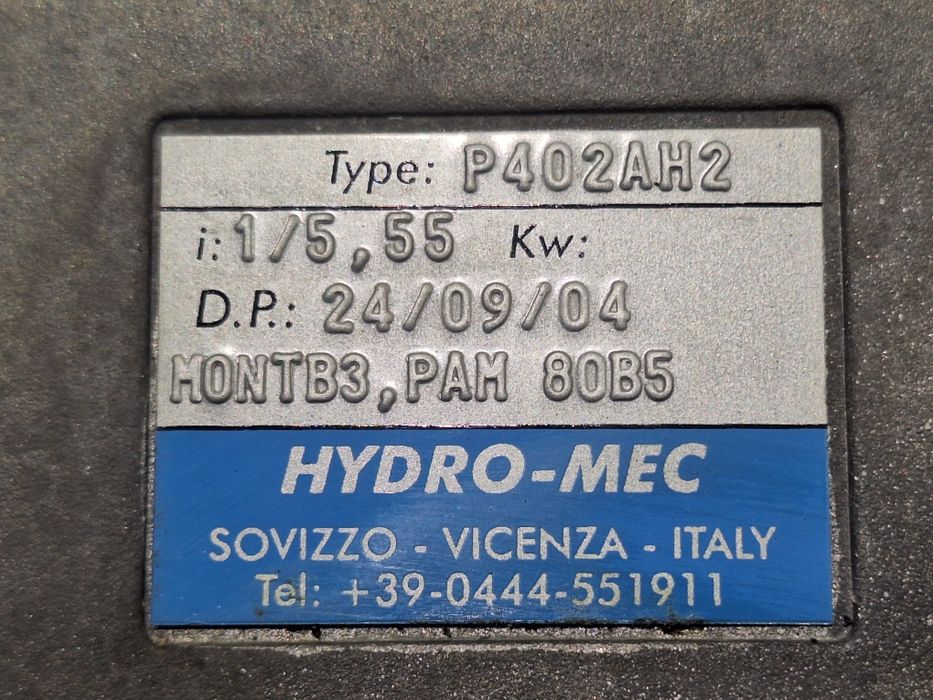 Type: P402AH2
i: 1/5,55 Kw:
D.P.: 24/09/04
MONTB3,PAM 80B5
HYDRO-MEC
SOVIZZO - VICENZA - ITALY
Tel: +39-0444-551911